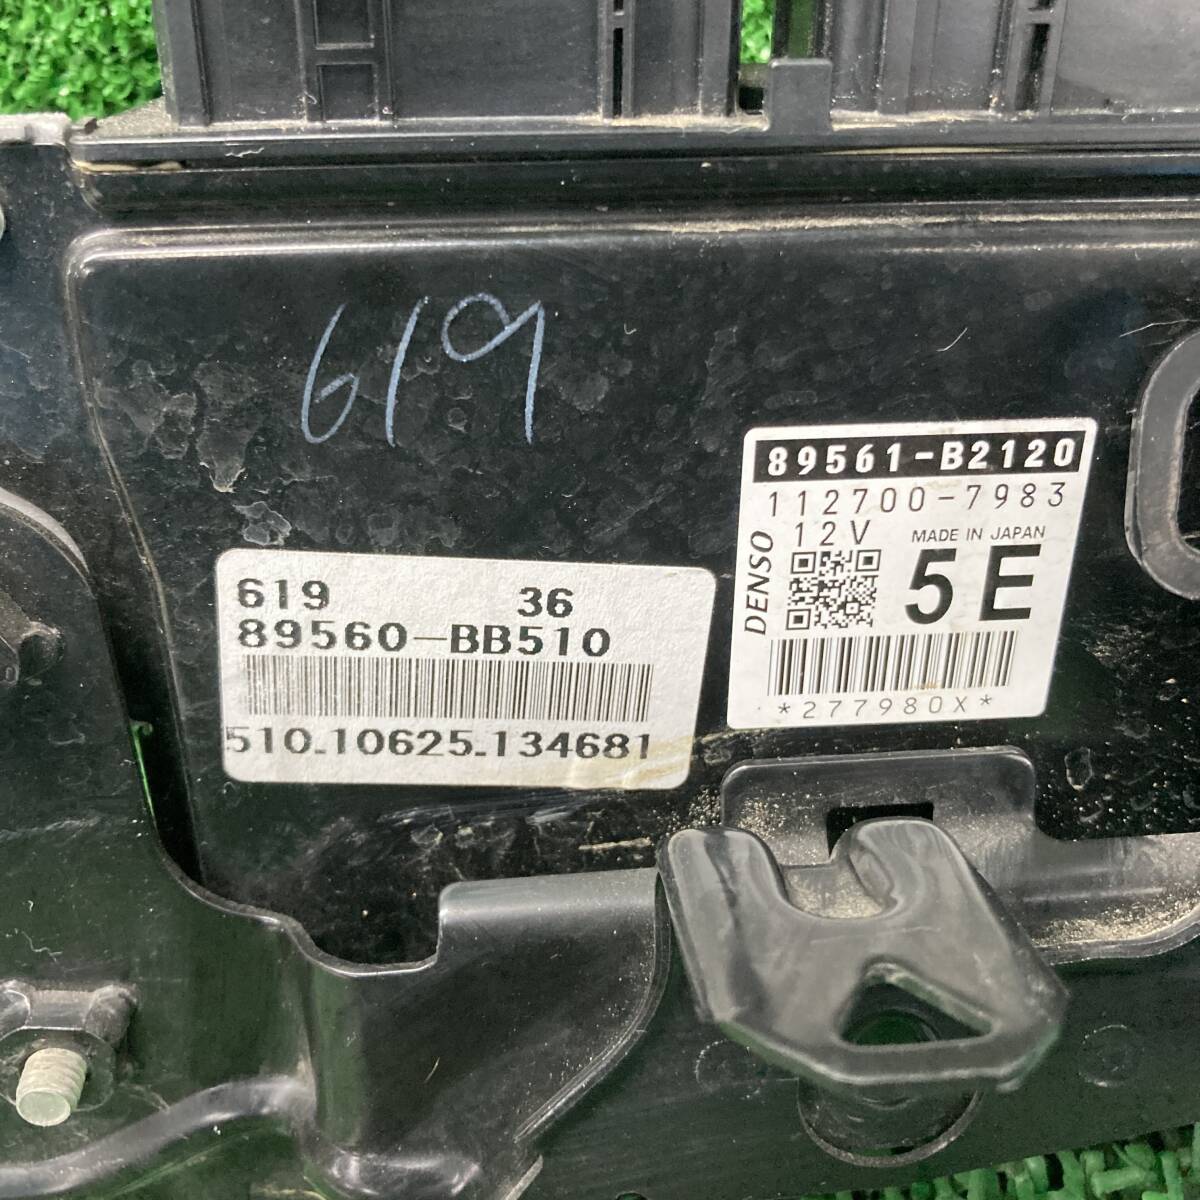 619
619 36
89560-BB510
510.10625.134681
89561-B2120
112700-7983
12V MADE IN JAPAN
DENSO
5E
*277980X*